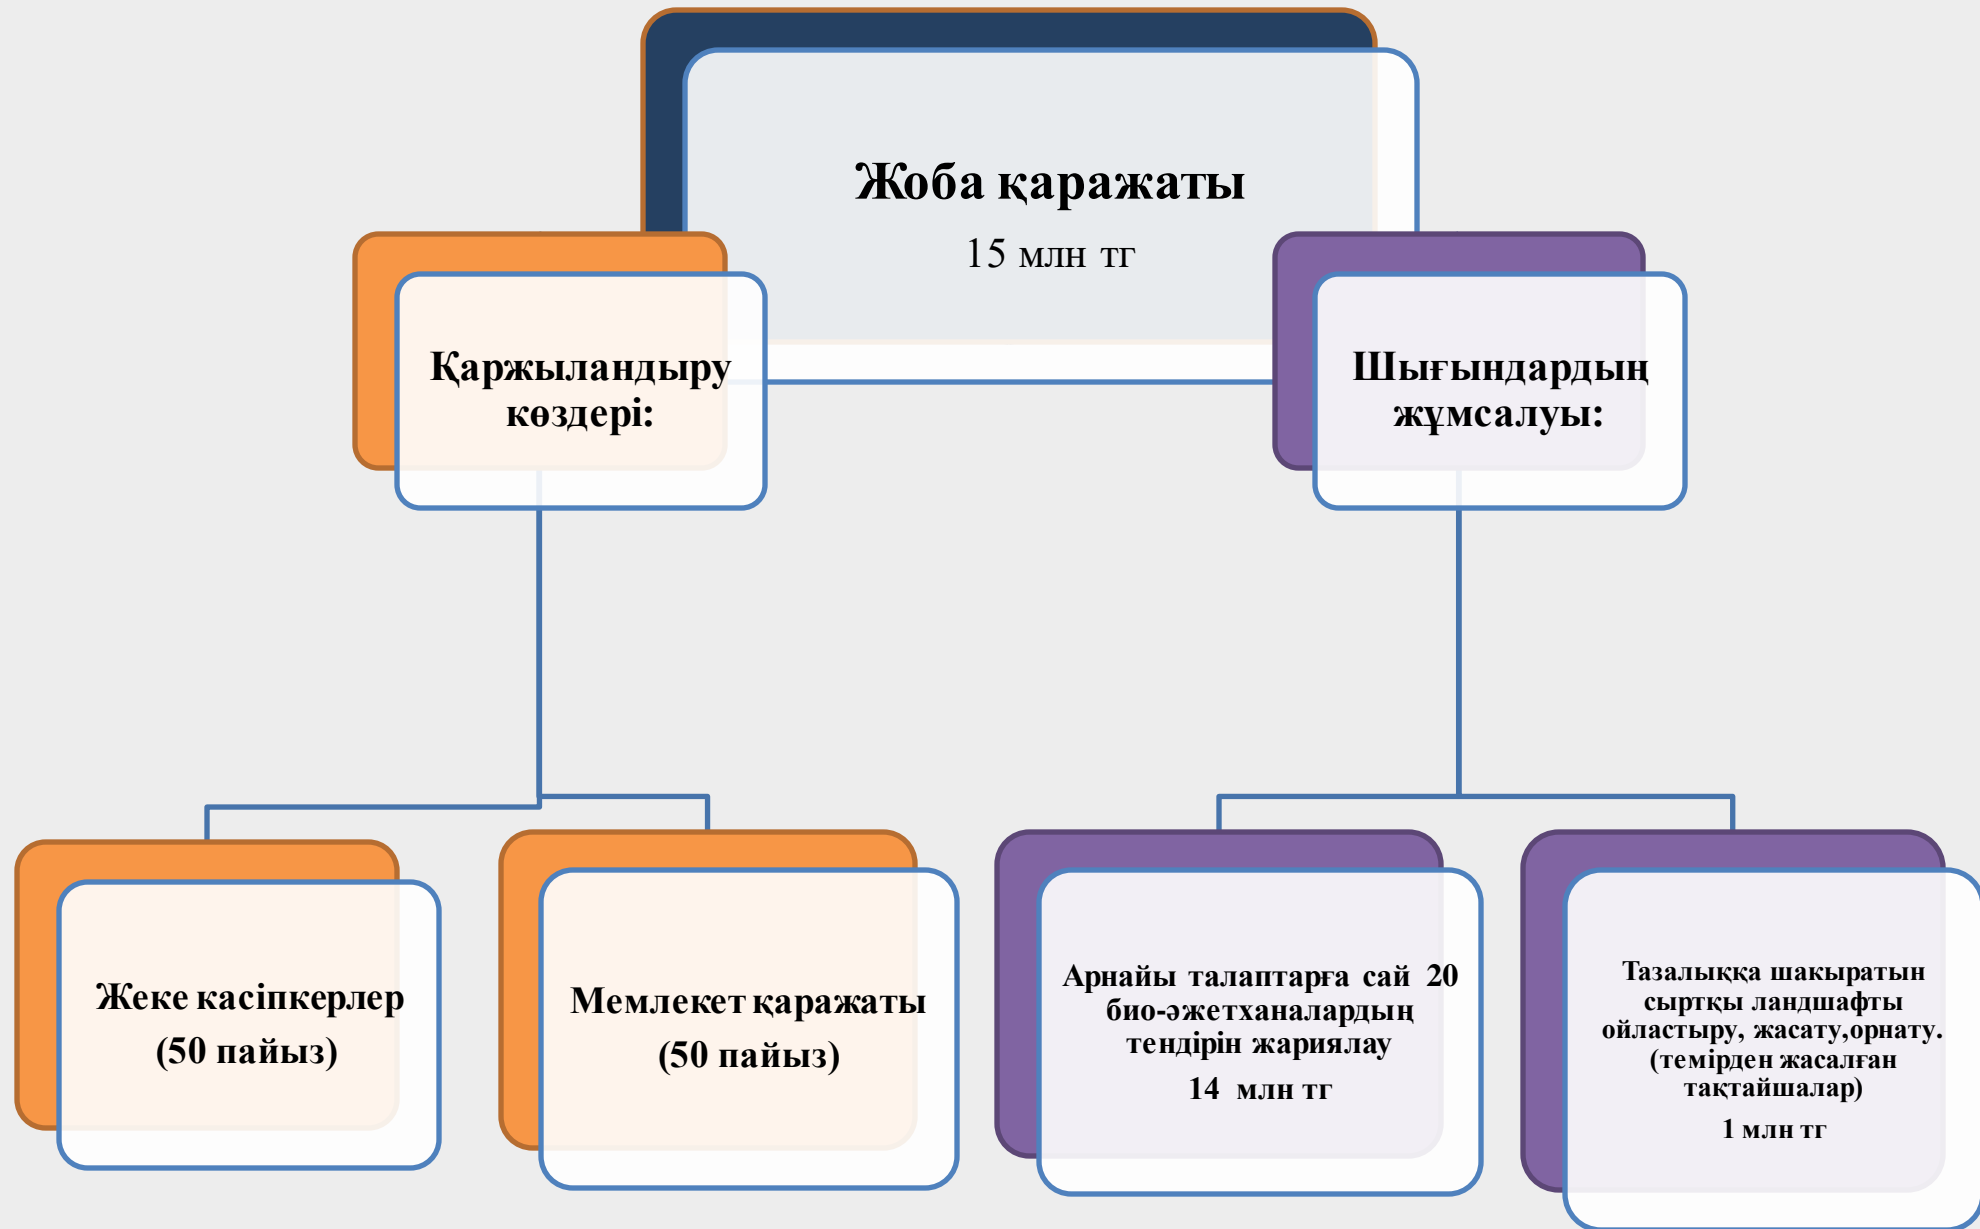 Жоба қаражаты
15 млн тг
Қаржыландыру
көздері:
Шығындардың
жұмсалуы:
Жеке касіпкерлер
(50 пайыз)
Мемлекет қаражаты
(50 пайыз)
Арнайы талаптарға сай 20
био-әжетханалардың
тендірін жариялау
14 млн тг
Тазалыққа шакыратын
сыртқы ландшафты
ойластыру, жасату,орнату.
(темірден жасалған
тақтайшалар)
1 млн тг